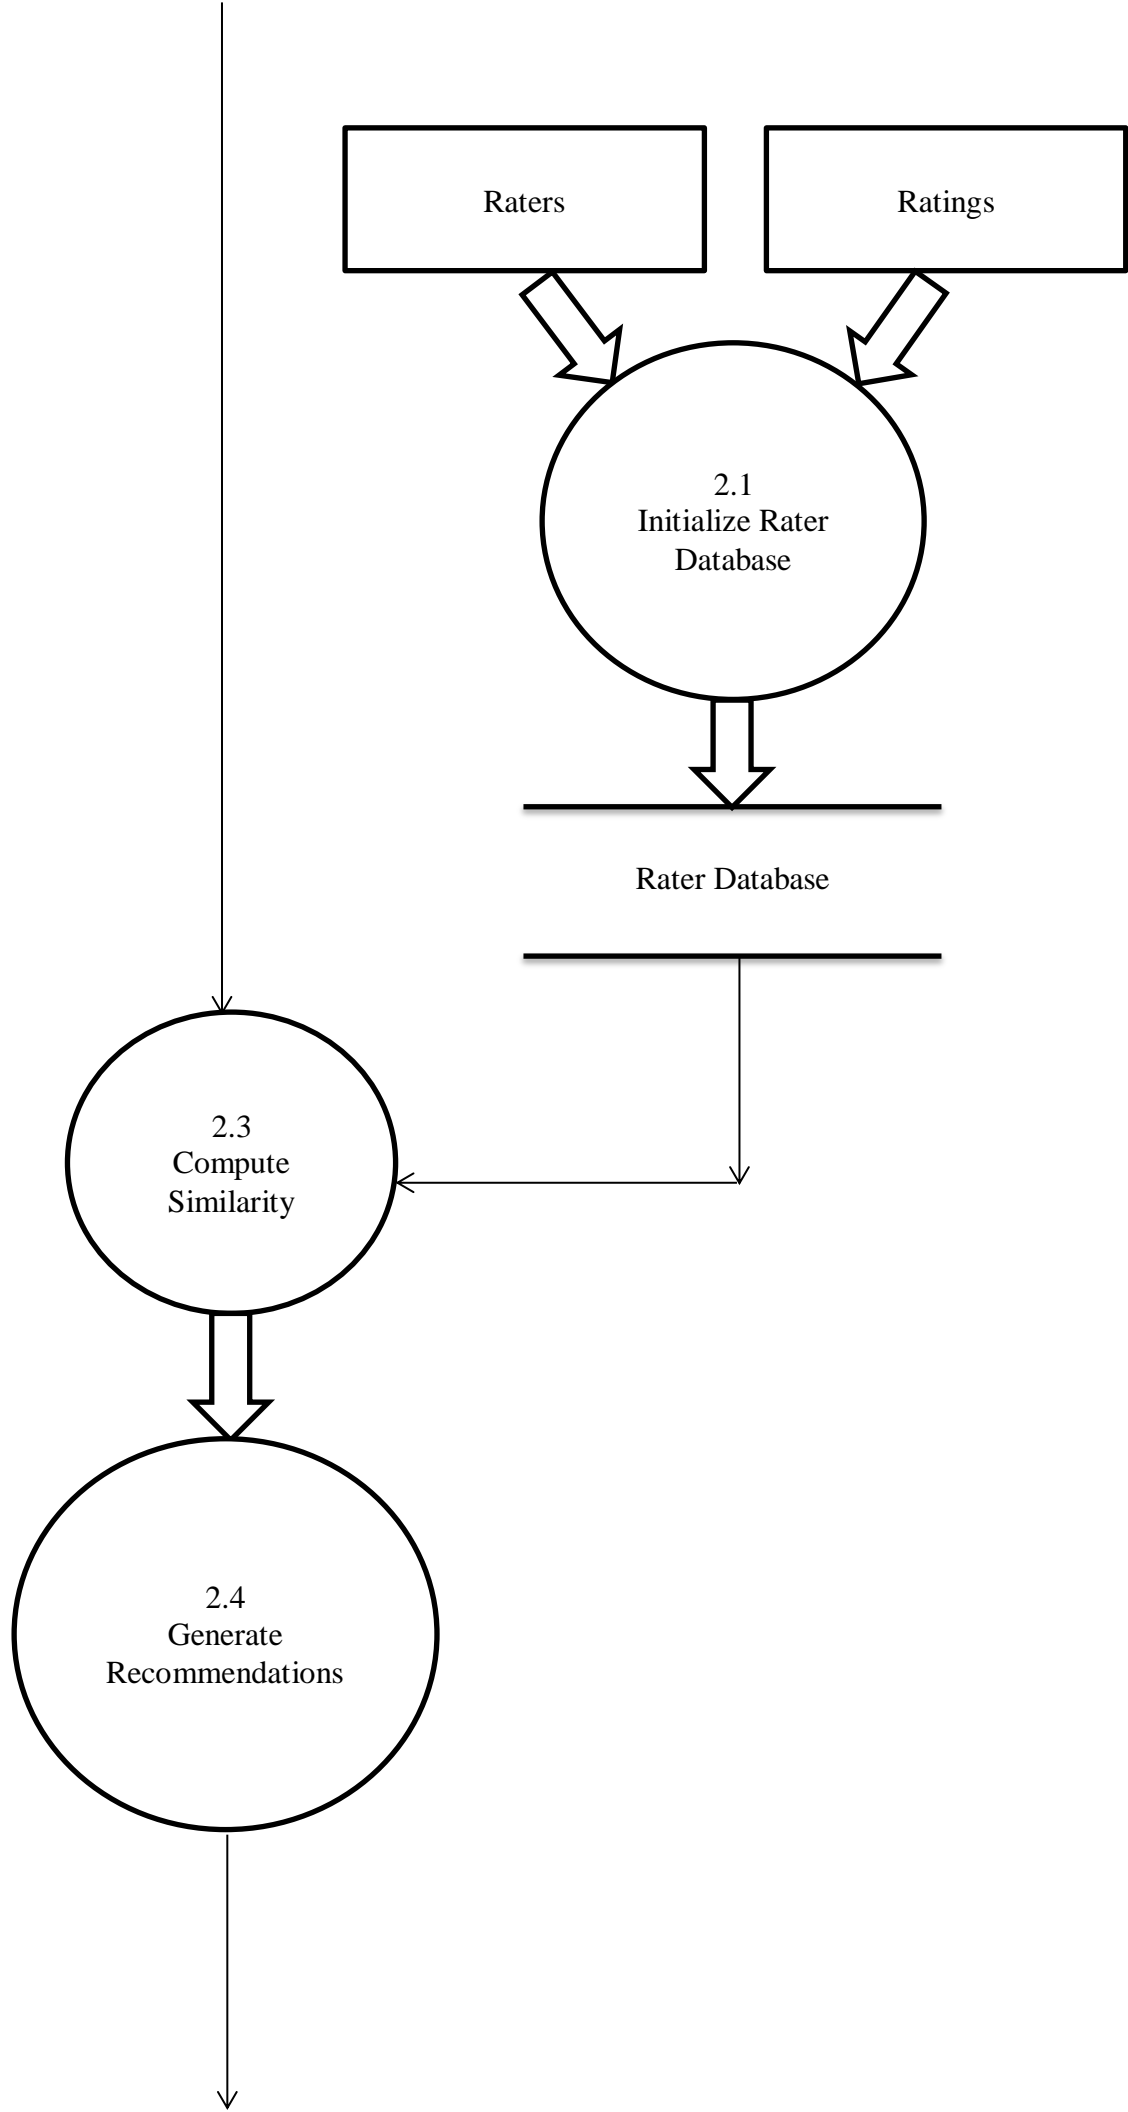 Raters
Ratings
2.1
Initialize Rater
Database
Rater Database
2.3
Compute
Similarity
2.4
Generate
Recommendations